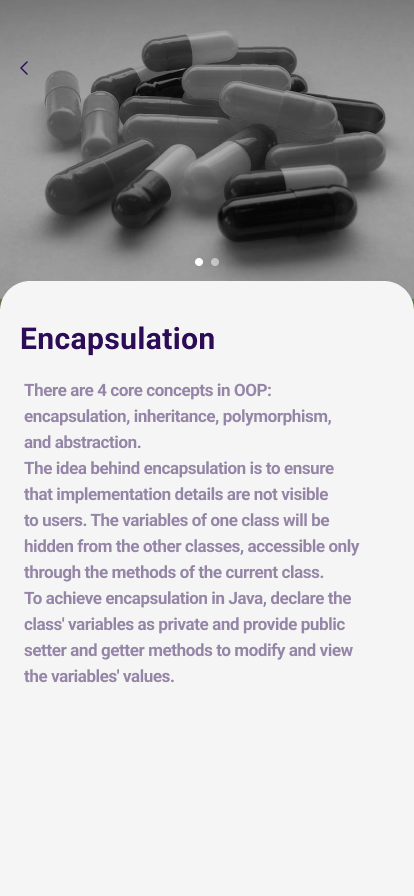 Encapsulation
There are 4 core concepts in OOP:
encapsulation, inheritance, polymorphism,
and abstraction.
The idea behind encapsulation is to ensure
that implementation details are not visible
to users. The variables of one class will be
hidden from the other classes, accessible only
through the methods of the current class.
To achieve encapsulation in Java, declare the
class' variables as private and provide public
setter and getter methods to modify and view
the variables' values.